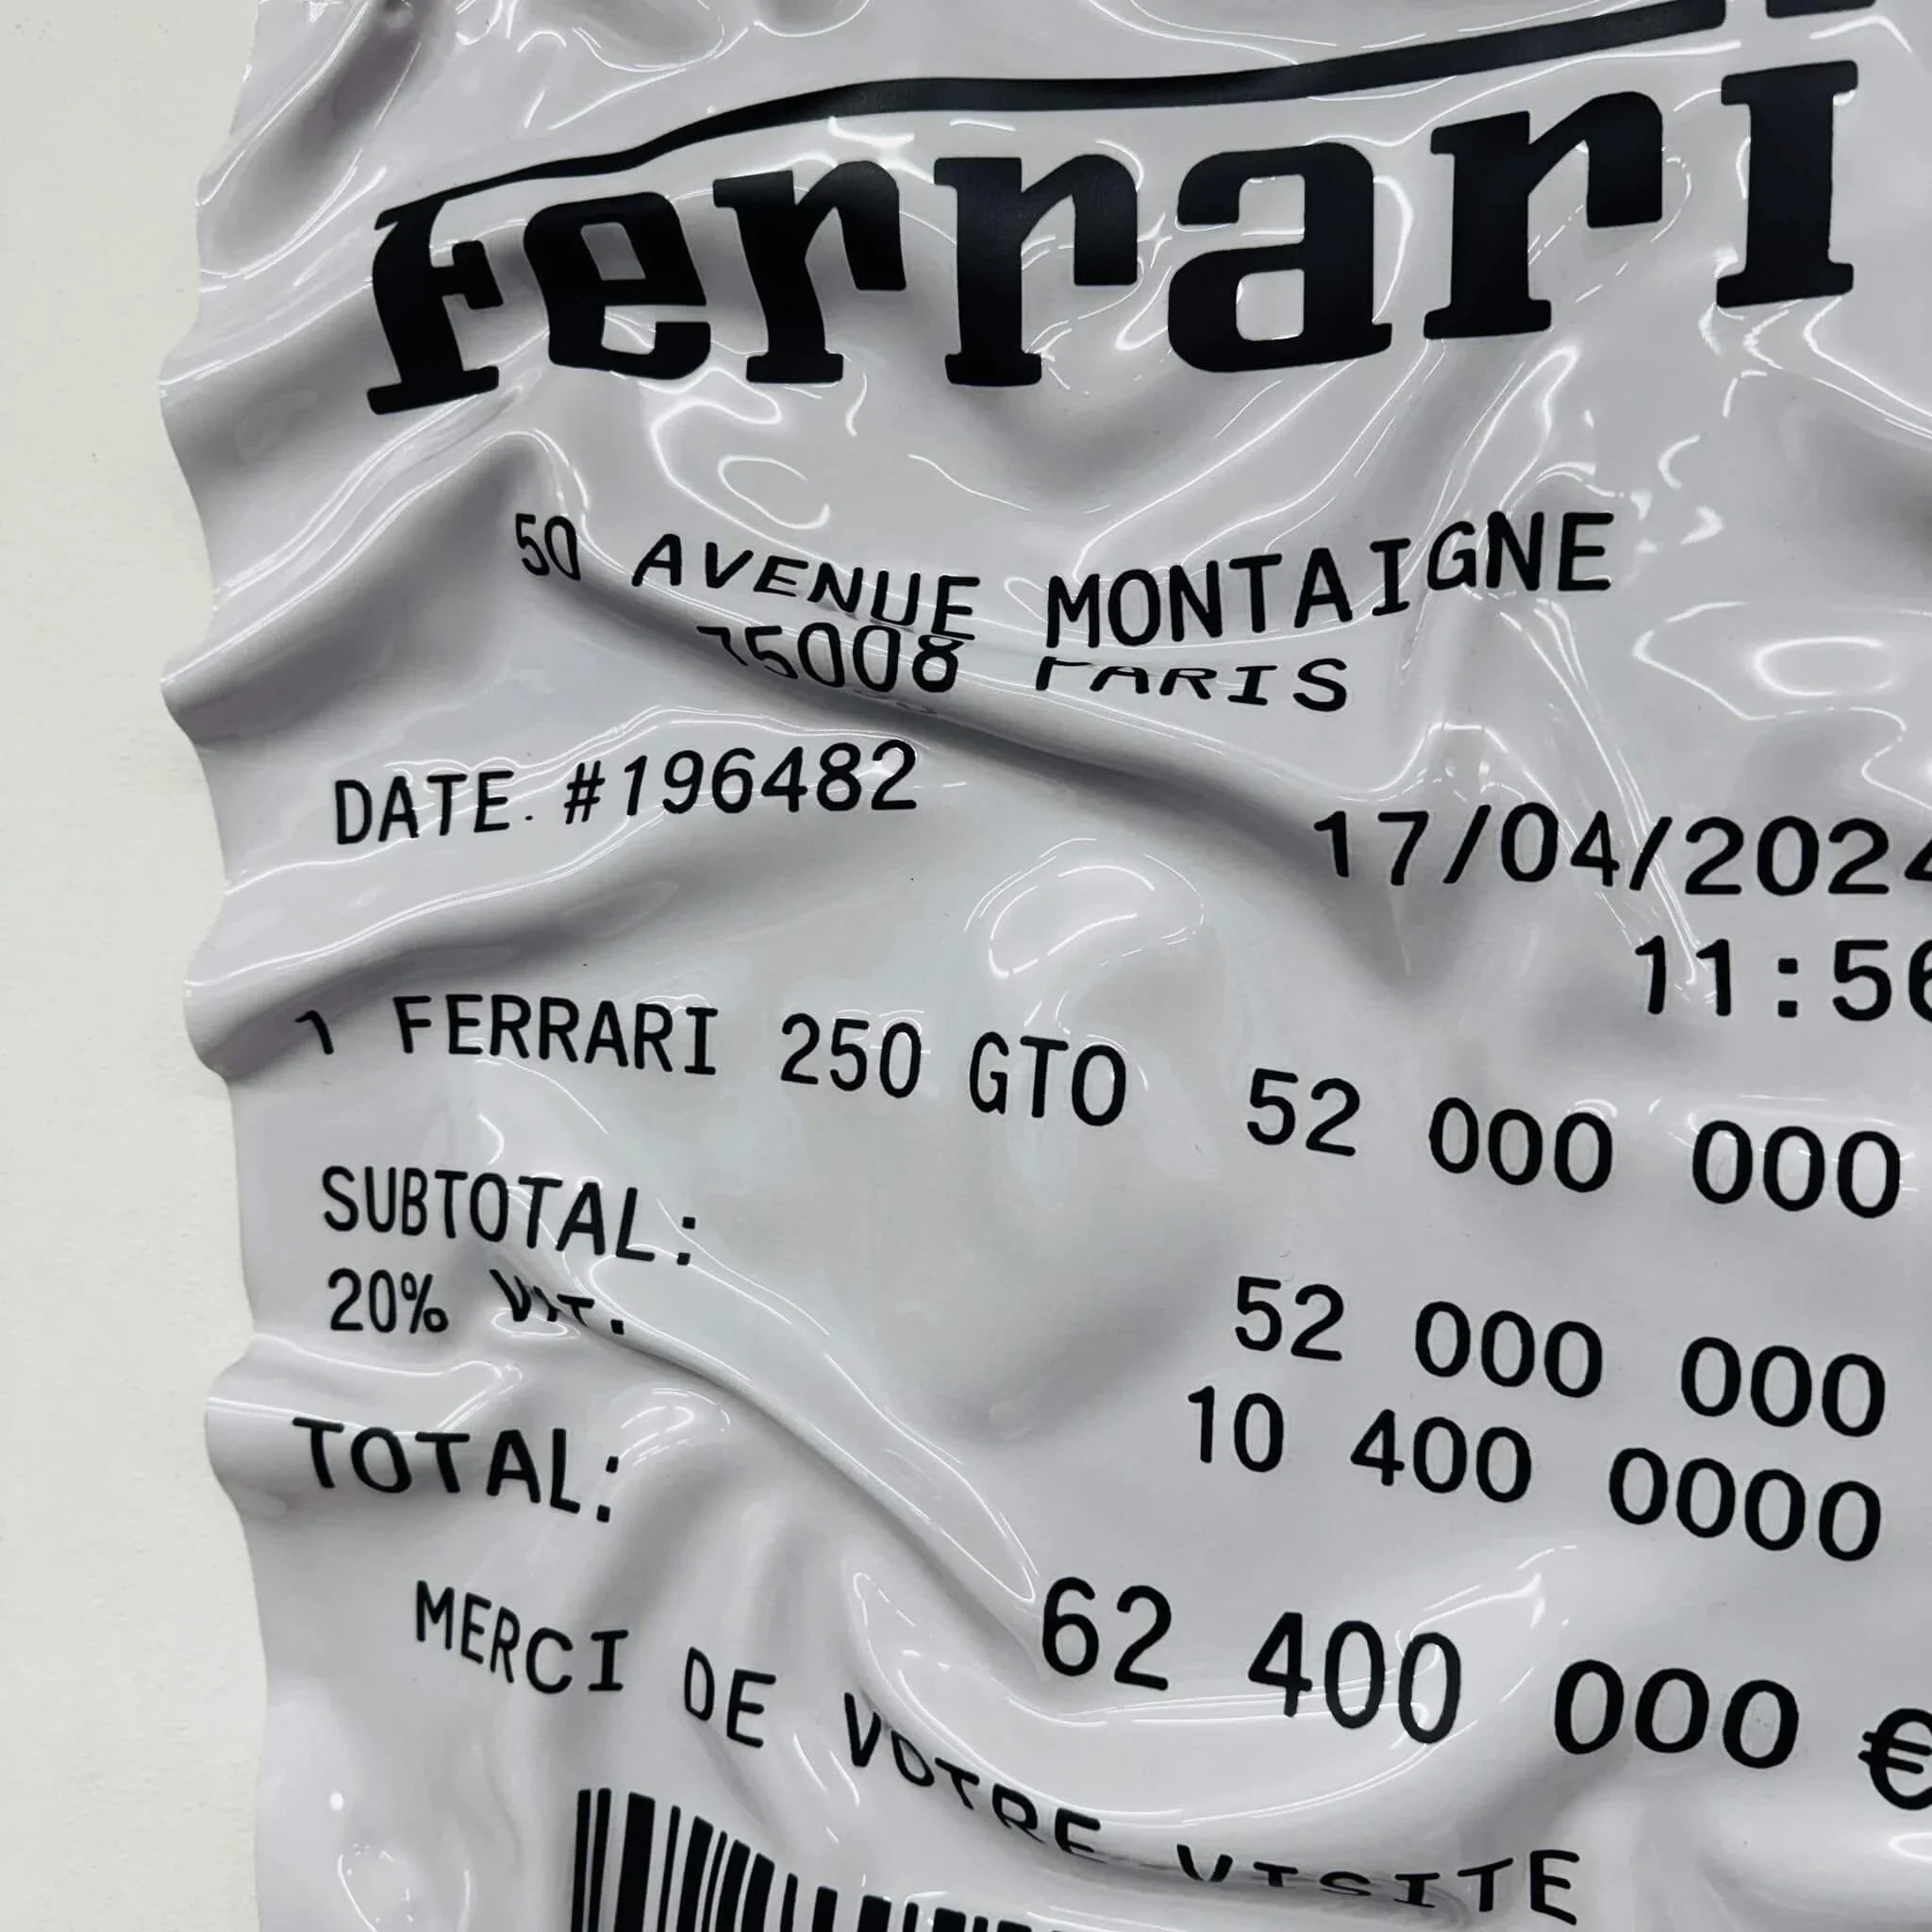 Ferrari
50 AVENUE MONTAIGNE
75008 PARIS
DATE. #196482
17/04/2024
11:56
1 FERRARI 250 GTO 52 000 000
SUBTOTAL:
52 000 000
20%
10 400 0000
TOTAL:
62 400 000 €
MERCI DE VOTRE VISITE